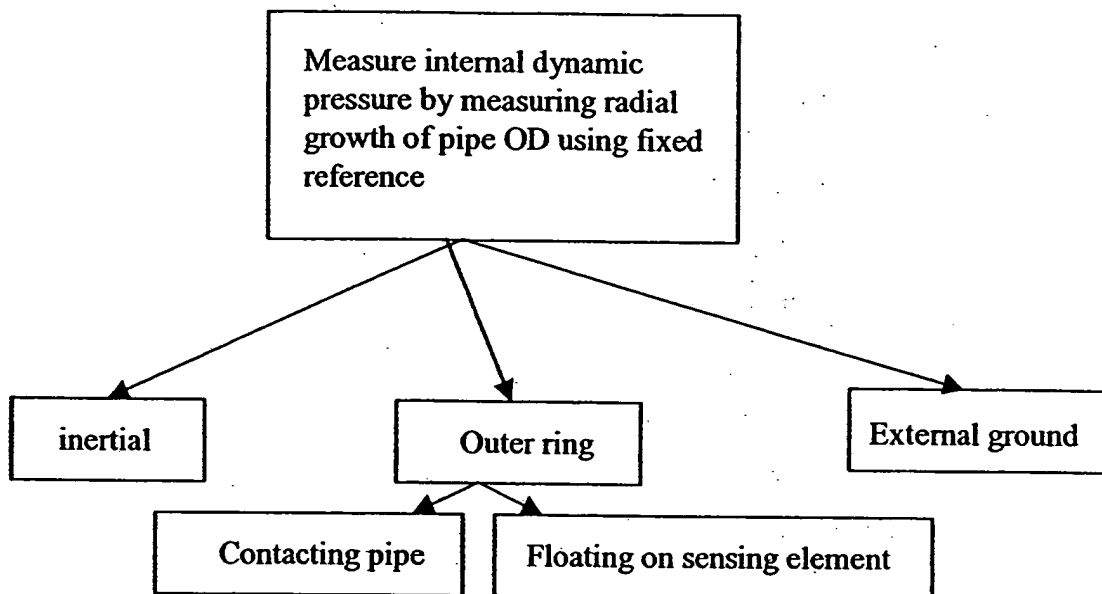 Measure internal dynamic
pressure by measuring radial
growth of pipe OD using fixed
reference
inertial
Outer ring
External ground
Contacting pipe
Floating on sensing element